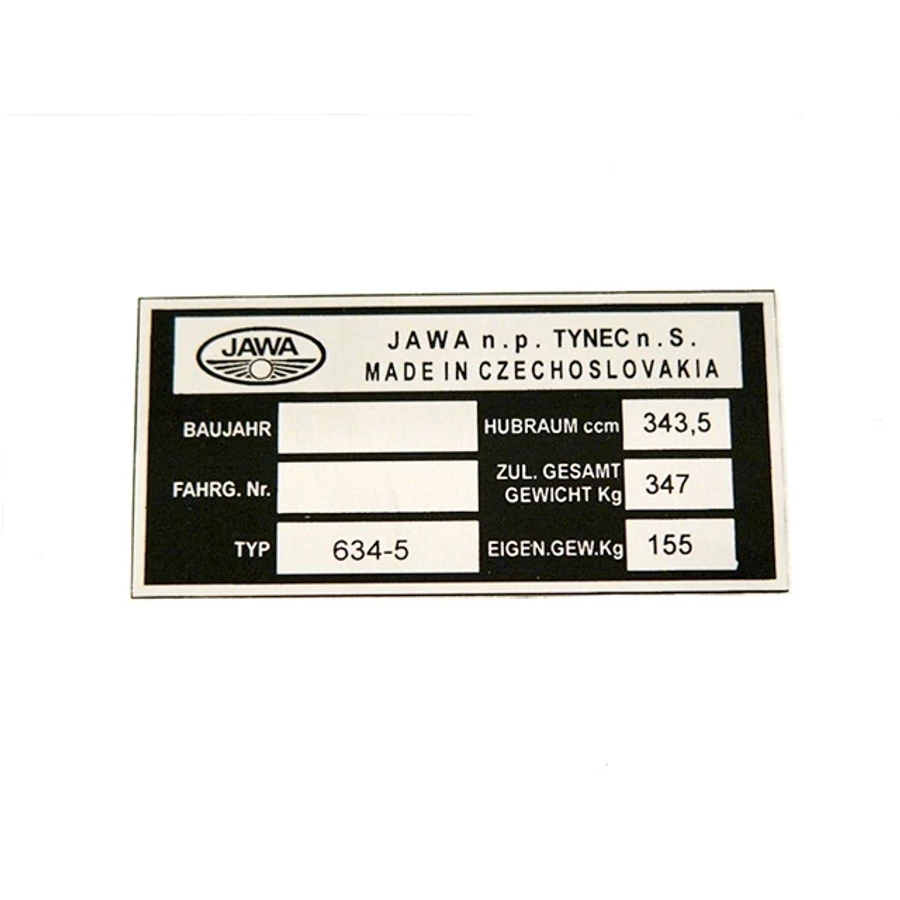 JAWA
JAWA n.p. TYNEC n.S.
MADE IN CZECHOSLOVAKIA
BAUJAHR
HUBRAUM ccm 343,5
FAHRG. Nr.
ZUL. GESAMT
GEWICHT Kg 347
TYP 634-5
EIGEN.GEW.Kg 155